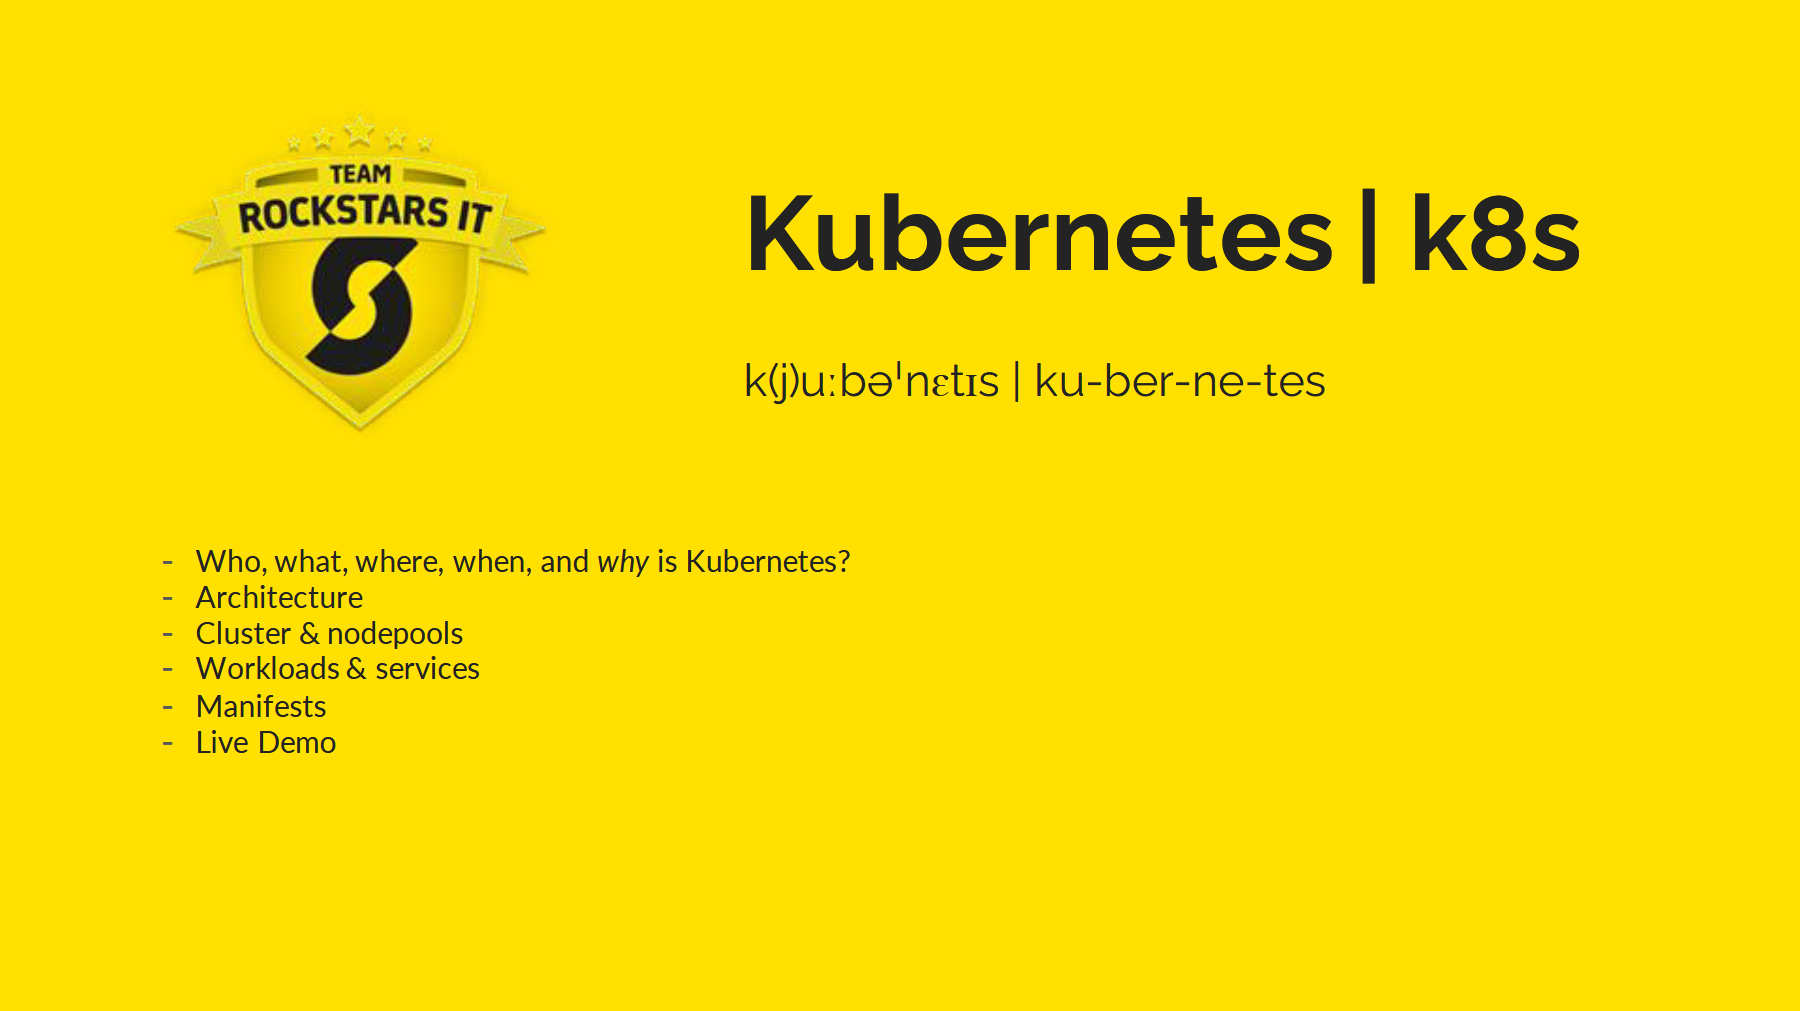 TEAM
ROCKSTARS IT
Kubernetes | k8s
k(j)uːbəˈnɛtɪs | ku-ber-ne-tes
- Who, what, where, when, and why is Kubernetes?
- Architecture
- Cluster & nodepools
- Workloads & services
- Manifests
- Live Demo